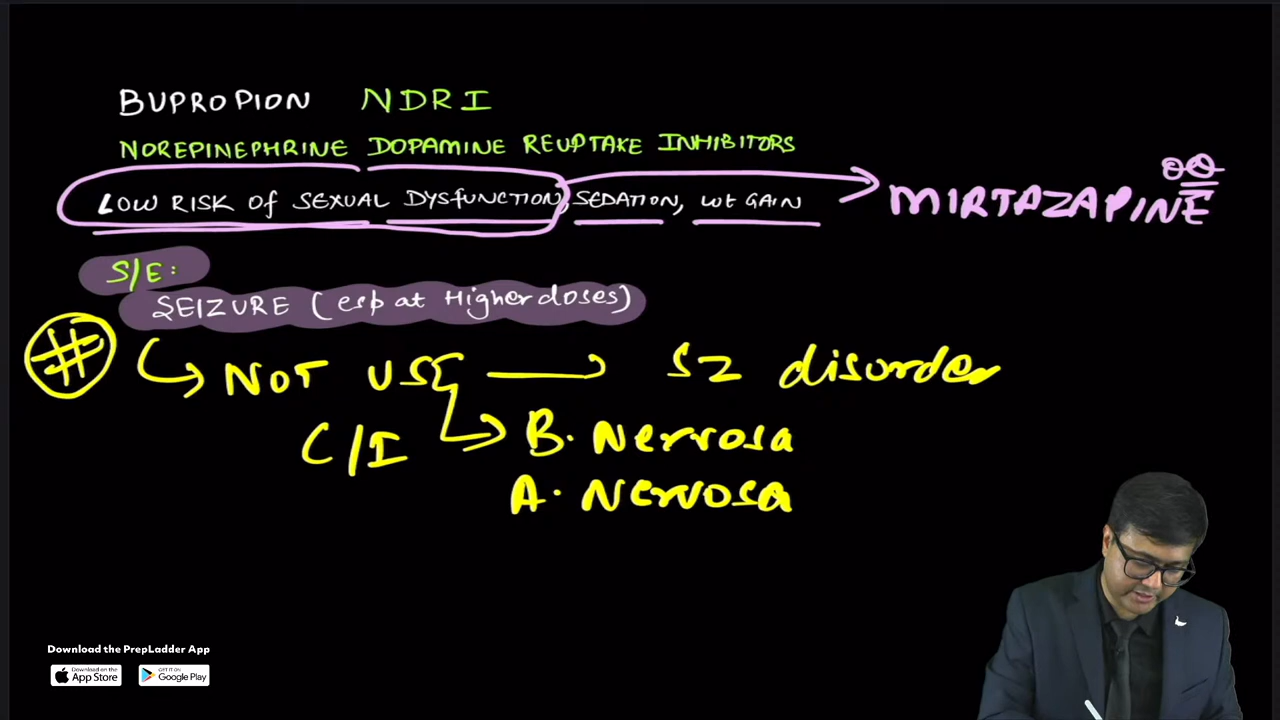 BUPROPION NDRI
NOREPINEPHRINE DOPAMINE REUPTAKE INHIBITORS
LOW RISK OF SEXUAL DYSFUNCTION, SEDATION, WT GAIN → MIRTAZAPINE
S/E:
SEIZURE (esp at Higher doses)
# NOT USE → SZ disorder
C/I → B. Nervosa
A. Nervosa
Download the PrepLadder App
Download on the App Store
GET IT ON Google Play